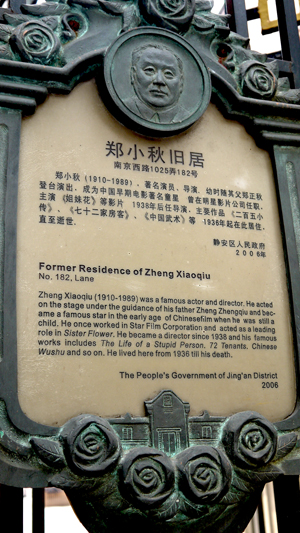 郑小秋旧居
南京西路1025弄182号
郑小秋（1910-1989），著名演员、导演，幼时随其父郑正秋
登台演出，成为中国早期电影著名童星，曾在明星影片公司任职，
主演《姐妹花》等影片，1938年后任导演，主要作品《二百五小
传》、《七十二家房客》、《中国武术》等，1936年起在此居住，
直至逝世。
静安区人民政府
2006年
Former Residence of Zheng Xiaoqiu
No. 182, Lane
Zheng Xiaoqiu (1910-1989) was a famous actor and director. He acted
on the stage under the guidance of his father Zheng Zhengqiu and bec-
ame a famous star in the early age of Chinesefilm when he was still a
child. He once worked in Star Film Corporation and acted as a leading
role in Sister Flower. He became a director since 1938 and his famous
works includes The Life of a Stupid Person. 72 Tenants. Chinese
Wushu and so on. He lived here from 1936 till his death.
The People's Government of Jing'an District
2006